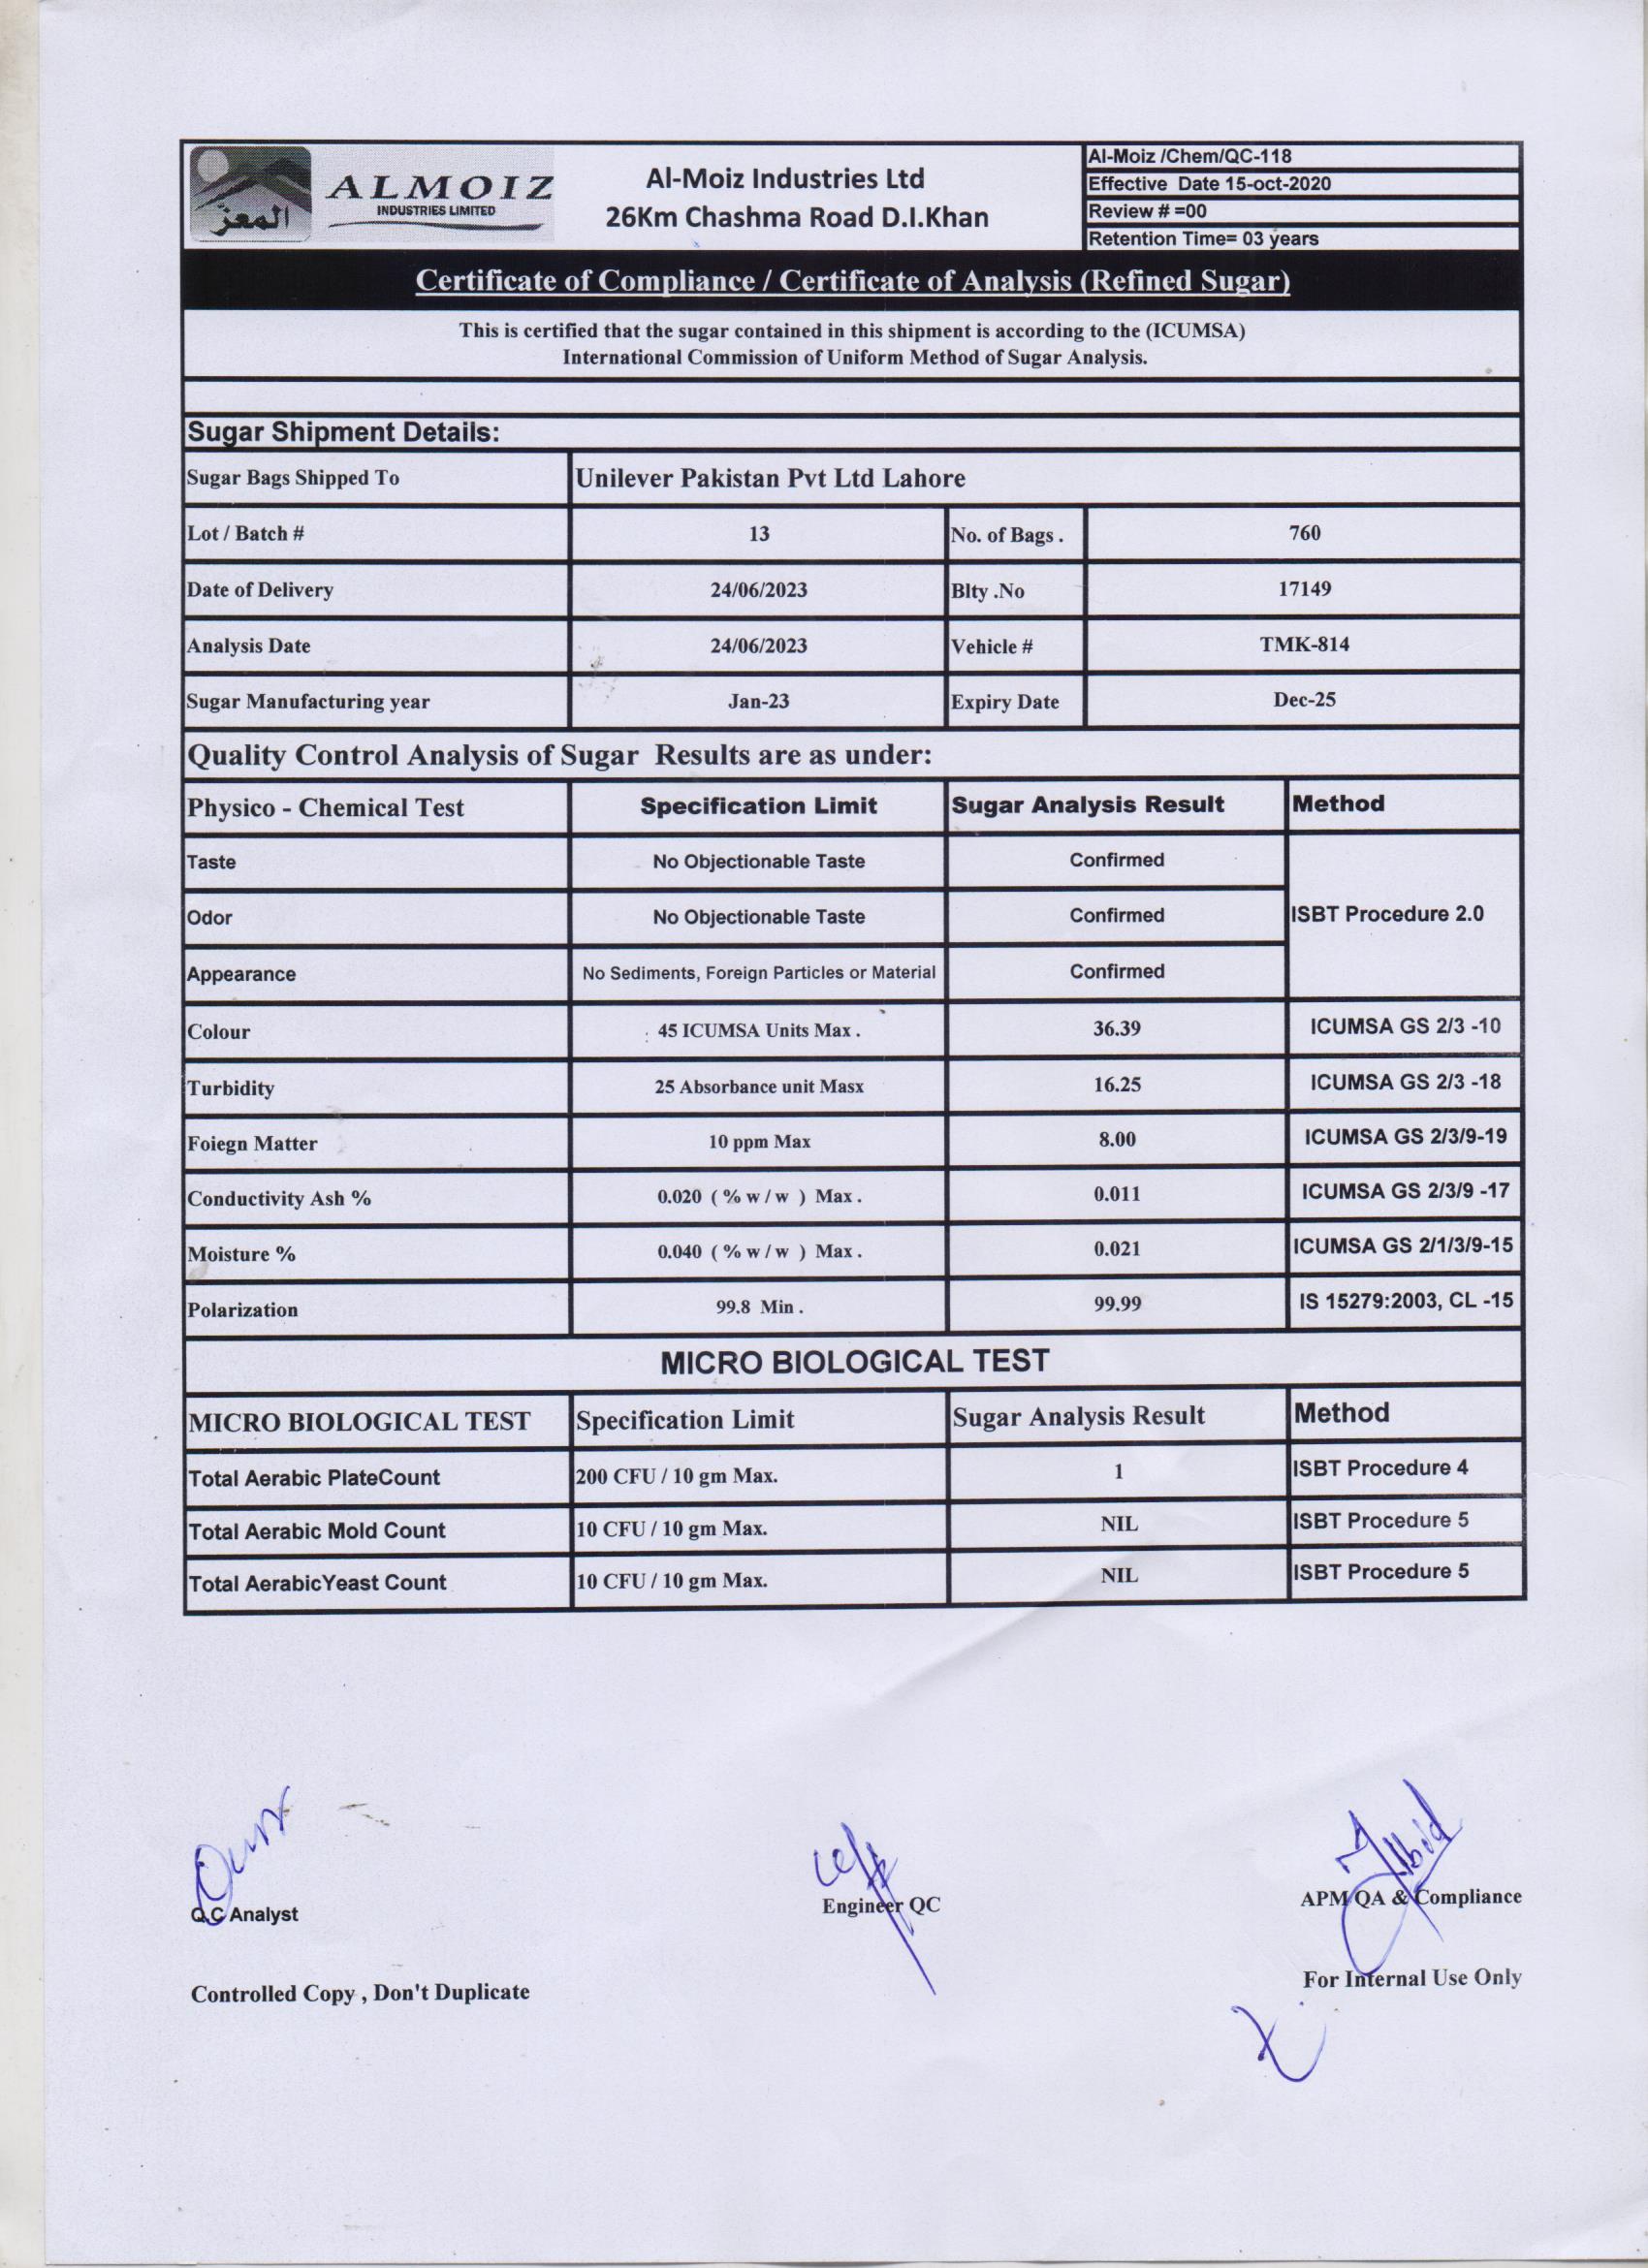 المعز
ALMOIZ
INDUSTRIES LIMITED
Al-Moiz Industries Ltd
26Km Chashma Road D.I.Khan
Al-Moiz /Chem/QC-118
Effective Date 15-oct-2020
Review # =00
Retention Time= 03 years
Certificate of Compliance / Certificate of Analysis (Refined Sugar)
This is certified that the sugar contained in this shipment is according to the (ICUMSA)
International Commission of Uniform Method of Sugar Analysis.
Sugar Shipment Details:
Sugar Bags Shipped To Unilever Pakistan Pvt Ltd Lahore
Lot / Batch # 13 No. of Bags . 760
Date of Delivery 24/06/2023 Blty .No 17149
Analysis Date 24/06/2023 Vehicle # TMK-814
Sugar Manufacturing year Jan-23 Expiry Date Dec-25
Quality Control Analysis of Sugar Results are as under:
Physico - Chemical Test Specification Limit Sugar Analysis Result Method
Taste No Objectionable Taste Confirmed
Odor No Objectionable Taste Confirmed ISBT Procedure 2.0
Appearance No Sediments, Foreign Particles or Material Confirmed
Colour 45 ICUMSA Units Max . 36.39 ICUMSA GS 2/3 -10
Turbidity 25 Absorbance unit Masx 16.25 ICUMSA GS 2/3 -18
Foiegn Matter 10 ppm Max 8.00 ICUMSA GS 2/3/9-19
Conductivity Ash % 0.020 ( % w / w ) Max . 0.011 ICUMSA GS 2/3/9 -17
Moisture % 0.040 ( % w / w ) Max . 0.021 ICUMSA GS 2/1/3/9-15
Polarization 99.8 Min . 99.99 IS 15279:2003, CL -15
MICRO BIOLOGICAL TEST
MICRO BIOLOGICAL TEST Specification Limit Sugar Analysis Result Method
Total Aerabic PlateCount 200 CFU / 10 gm Max. 1 ISBT Procedure 4
Total Aerabic Mold Count 10 CFU / 10 gm Max. NIL ISBT Procedure 5
Total AerabicYeast Count 10 CFU / 10 gm Max. NIL ISBT Procedure 5
Q.C Analyst Engineer QC APM QA & Compliance
Controlled Copy , Don't Duplicate For Internal Use Only